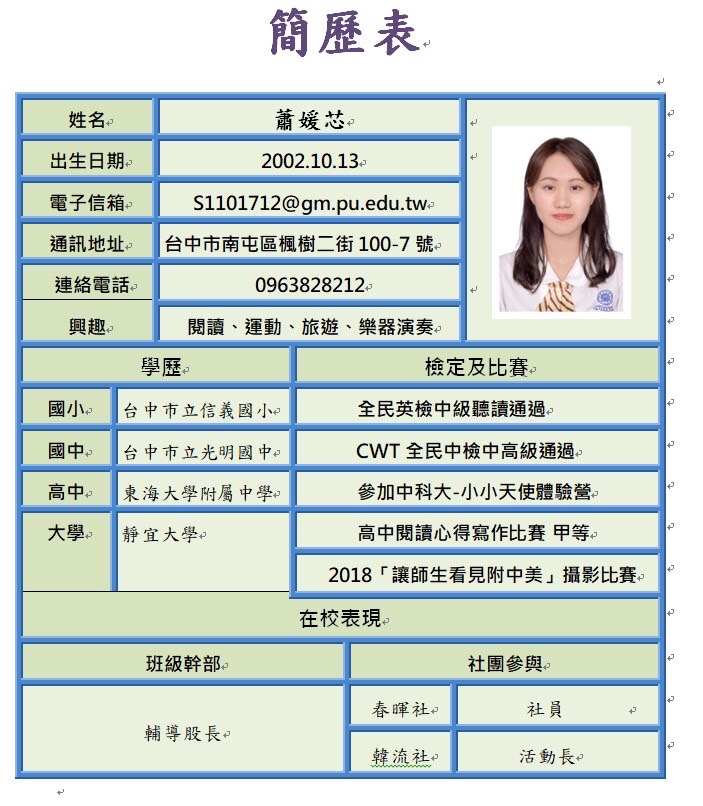 簡歷表
姓名 蕭媛芯
出生日期 2002.10.13
電子信箱 S1101712@gm.pu.edu.tw
通訊地址 台中市南屯區楓樹二街 100-7 號
連絡電話 0963828212
興趣 閱讀、運動、旅遊、樂器演奏
學歷 檢定及比賽
國小 台中市立信義國小 全民英檢中級聽讀通過
國中 台中市立光明國中 CWT 全民中檢中高級通過
高中 東海大學附屬中學 參加中科大-小小天使體驗營
大學 靜宜大學 高中閱讀心得寫作比賽 甲等
2018「讓師生看見附中美」攝影比賽
在校表現
班級幹部 社團參與
輔導股長 春暉社 社員
韓流社 活動長